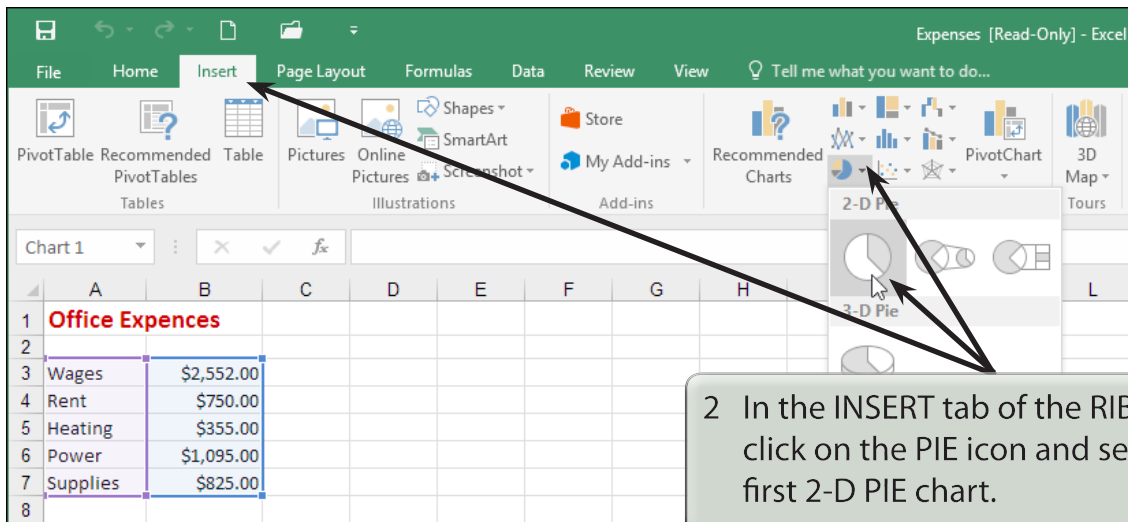 Expenses [Read-Only] - Excel
File Home Insert Page Layout Formulas Data Review View Tell me what you want to do...
PivotTable Recommended PivotTables Table
Tables
Pictures Online Pictures Shapes SmartArt Screenshot
Illustrations
Store
My Add-ins
Add-ins
Recommended Charts
PivotChart
3D Map
Tours
2-D Pie
3-D Pie
Chart 1 fx
A B C D E F G H L
1 Office Expences
2
3 Wages $2,552.00
4 Rent $750.00
5 Heating $355.00
6 Power $1,095.00
7 Supplies $825.00
8
2 In the INSERT tab of the RIB
click on the PIE icon and se
first 2-D PIE chart.